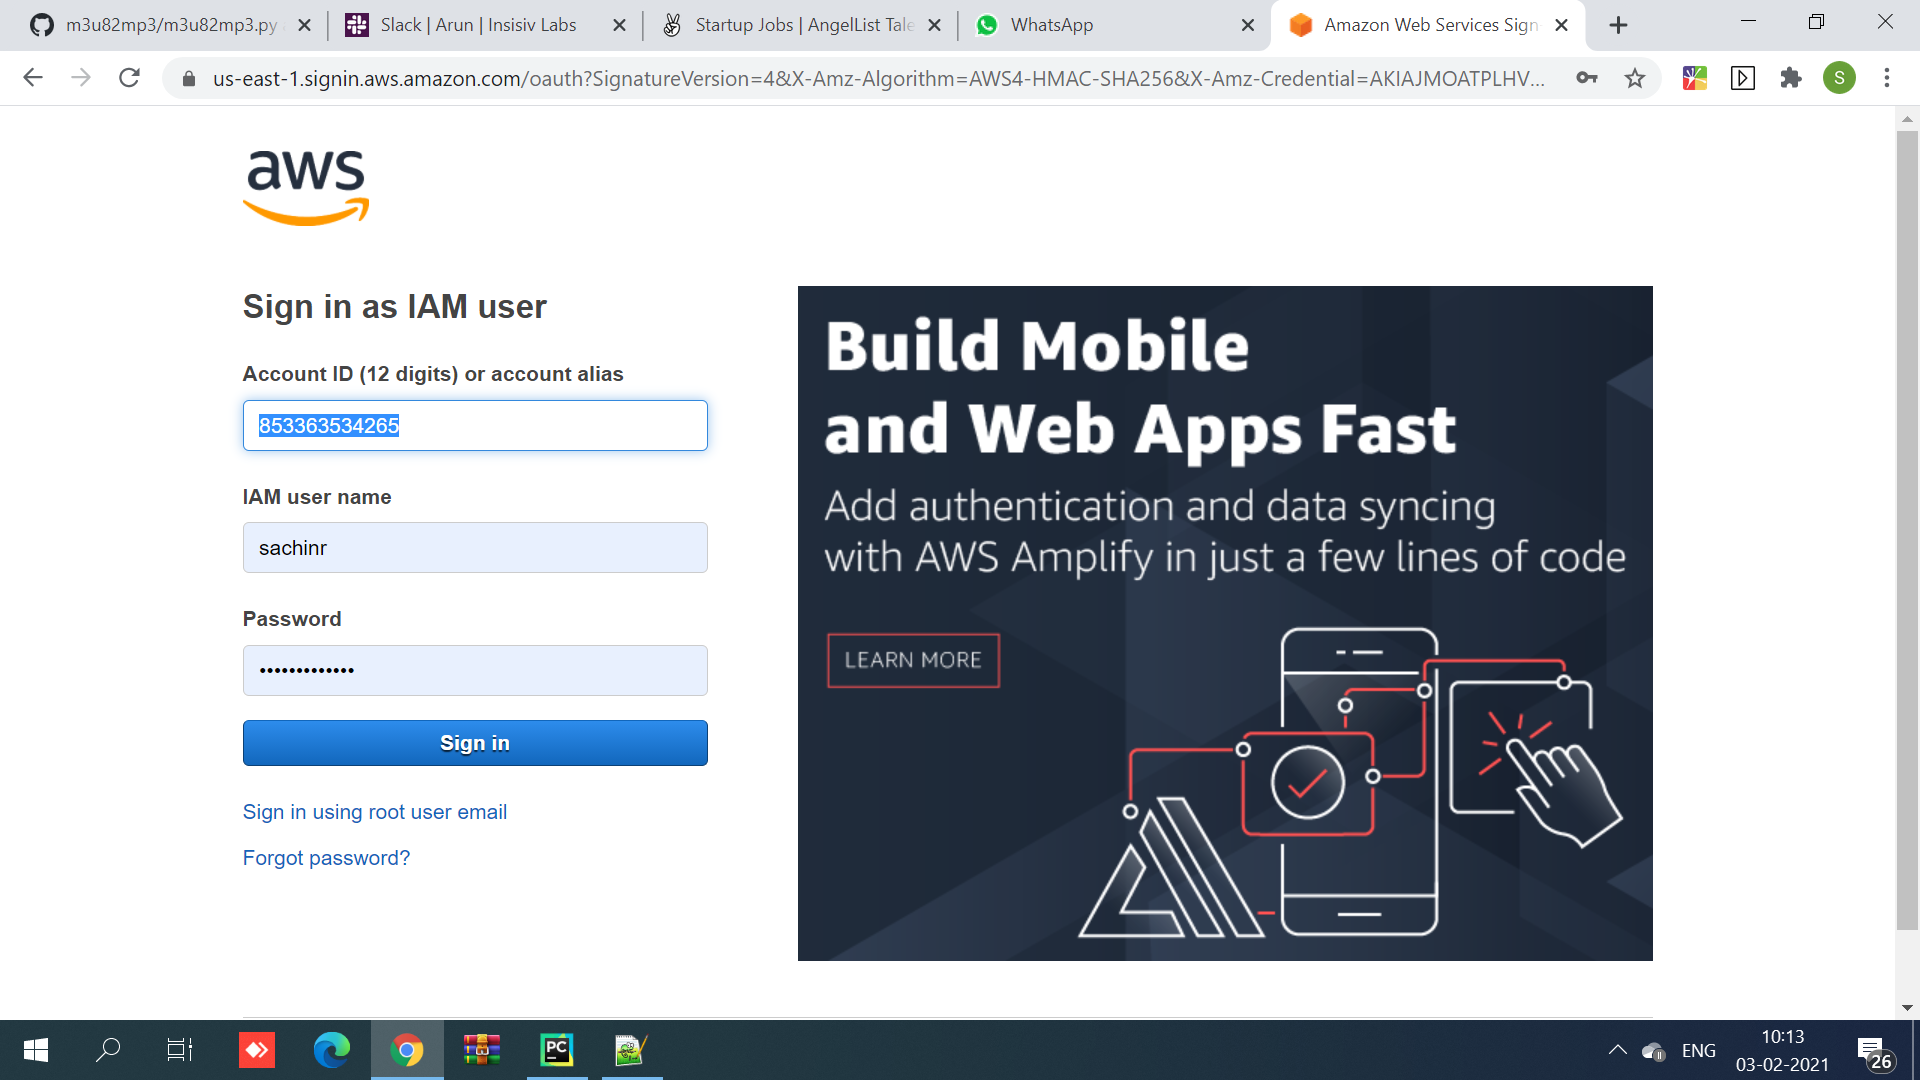 m3u82mp3/m3u82mp3.py
Slack | Arun | Insisiv Labs
Startup Jobs | AngelList Tale
WhatsApp
Amazon Web Services Sign
us-east-1.signin.aws.amazon.com/oauth?SignatureVersion=4&X-Amz-Algorithm=AWS4-HMAC-SHA256&X-Amz-Credential=AKIAJMOATPLHV...
S
aws
Sign in as IAM user
Account ID (12 digits) or account alias
853363534265
IAM user name
sachinr
Password
•••••••••••••
Sign in
Sign in using root user email
Forgot password?
Build Mobile
and Web Apps Fast
Add authentication and data syncing
with AWS Amplify in just a few lines of code
LEARN MORE
PC
ENG
10:13
03-02-2021
26